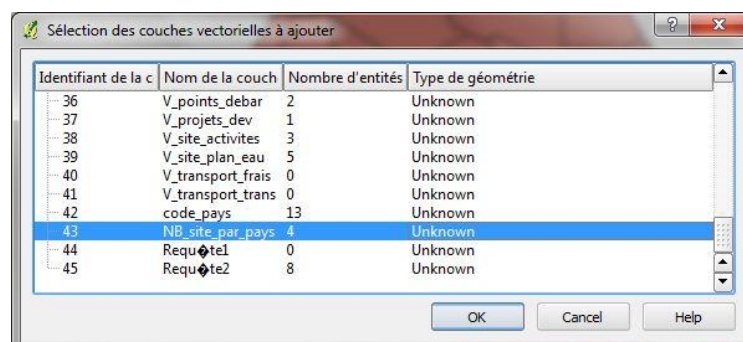 Sélection des couches vectorielles à ajouter
Identifiant de la c Nom de la couch Nombre d'entités Type de géométrie
36 V_points_debar 2 Unknown
37 V_projets_dev 1 Unknown
38 V_site_activites 3 Unknown
39 V_site_plan_eau 5 Unknown
40 V_transport_frais 0 Unknown
41 V_transport_trans 0 Unknown
42 code_pays 13 Unknown
43 NB_site_par_pays 4 Unknown
44 Requ�te1 0 Unknown
45 Requ�te2 8 Unknown
OK Cancel Help